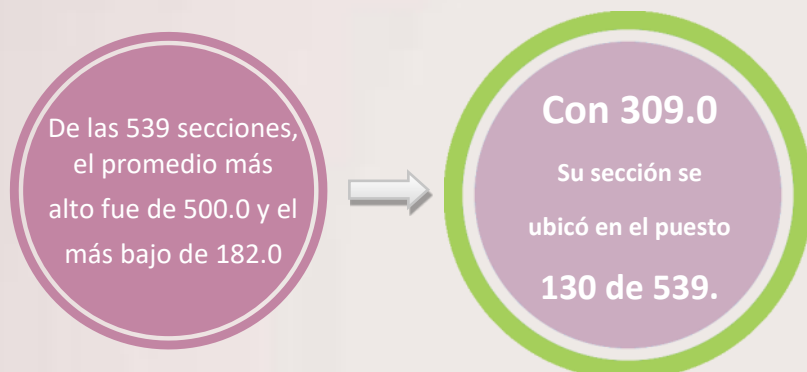 De las 539 secciones,
el promedio más
alto fue de 500.0 y el
más bajo de 182.0
Con 309.0
Su sección se
ubicó en el puesto
130 de 539.